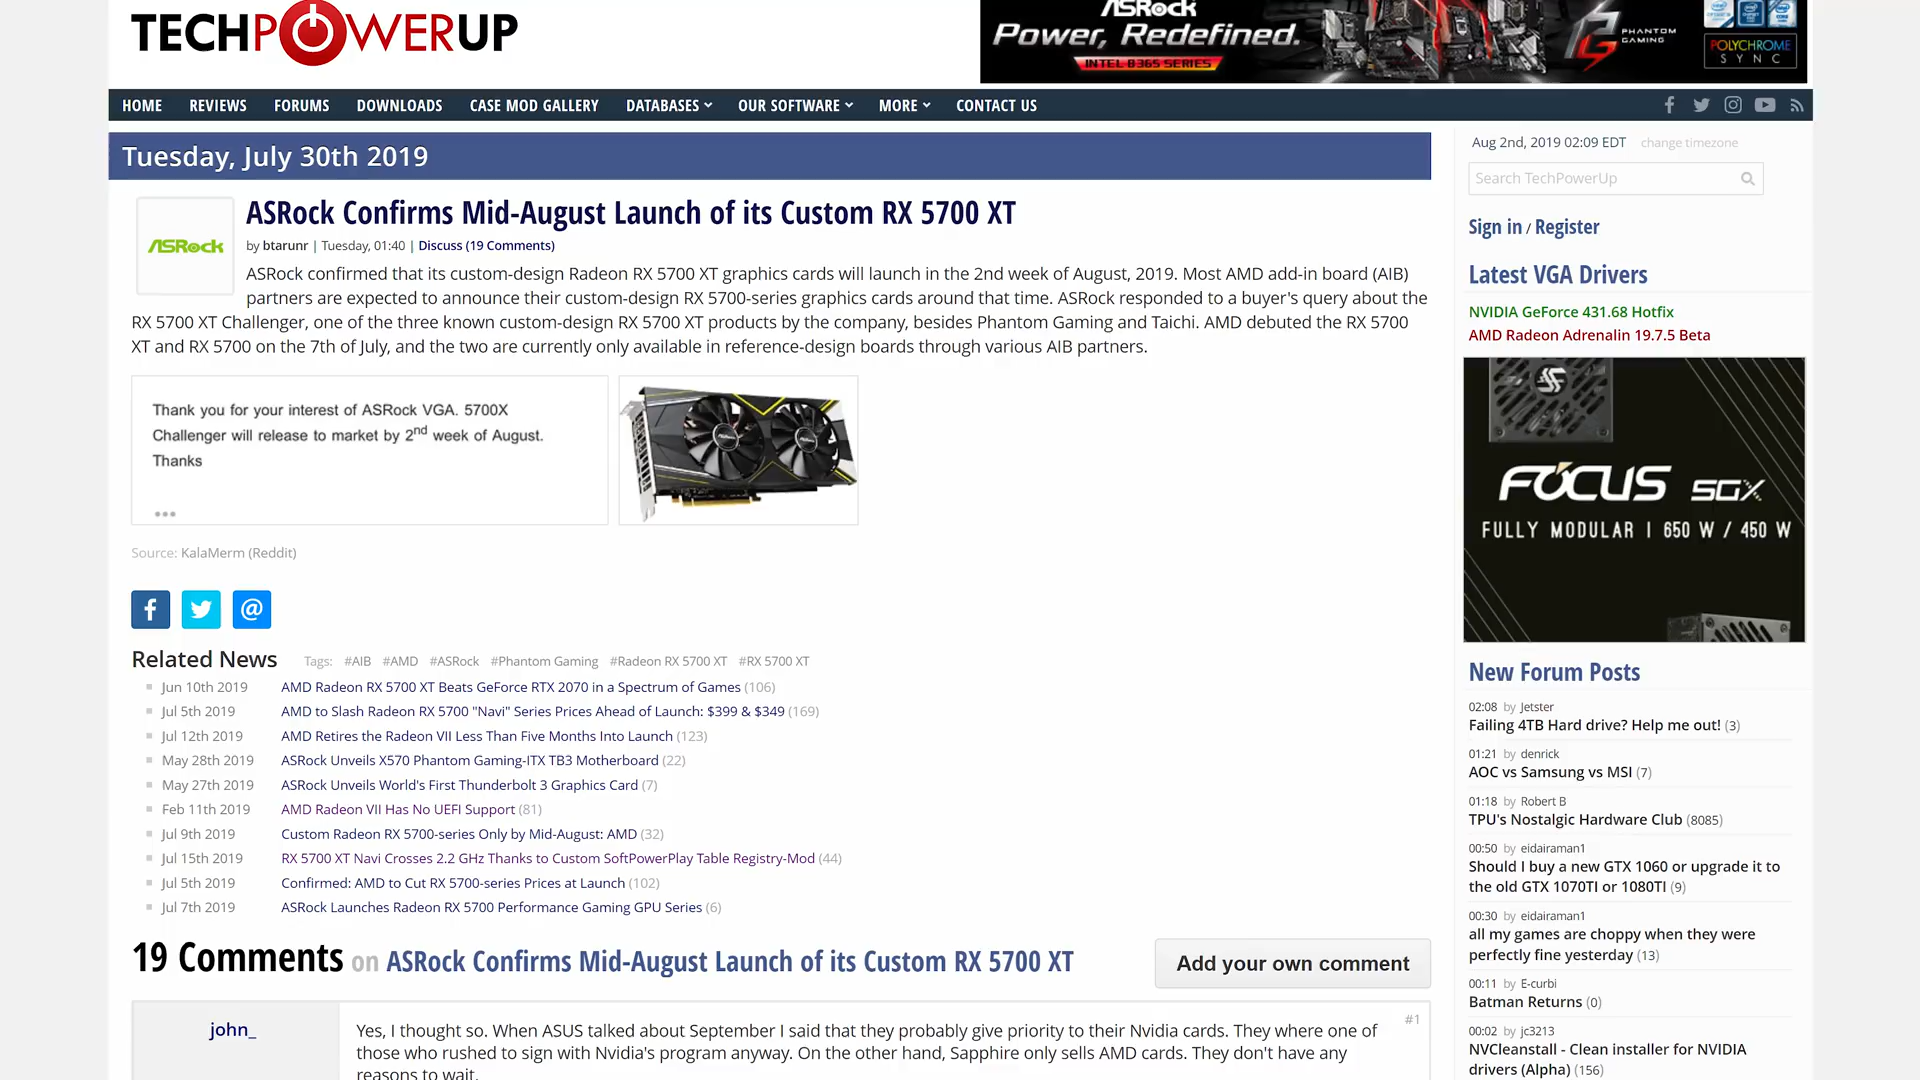 TECHPOWERUP
ASRock
Power, Redefined.
INTEL B365 SERIES
PHANTOM
GAMING
POLYCHROME
SYNC
HOME REVIEWS FORUMS DOWNLOADS CASE MOD GALLERY DATABASES OUR SOFTWARE MORE CONTACT US
Tuesday, July 30th 2019
ASRock
ASRock Confirms Mid-August Launch of its Custom RX 5700 XT
by btarunr | Tuesday, 01:40 | Discuss (19 Comments)
ASRock confirmed that its custom-design Radeon RX 5700 XT graphics cards will launch in the 2nd week of August, 2019. Most AMD add-in board (AIB)
partners are expected to announce their custom-design RX 5700-series graphics cards around that time. ASRock responded to a buyer's query about the
RX 5700 XT Challenger, one of the three known custom-design RX 5700 XT products by the company, besides Phantom Gaming and Taichi. AMD debuted the RX 5700
XT and RX 5700 on the 7th of July, and the two are currently only available in reference-design boards through various AIB partners.
Thank you for your interest of ASRock VGA. 5700X
Challenger will release to market by 2nd week of August.
Thanks
Source: KalaMerm (Reddit)
Related News Tags: #AIB #AMD #ASRock #Phantom Gaming #Radeon RX 5700 XT #RX 5700 XT
Jun 10th 2019 AMD Radeon RX 5700 XT Beats GeForce RTX 2070 in a Spectrum of Games (106)
Jul 5th 2019 AMD to Slash Radeon RX 5700 "Navi" Series Prices Ahead of Launch: $399 & $349 (169)
Jul 12th 2019 AMD Retires the Radeon VII Less Than Five Months Into Launch (123)
May 28th 2019 ASRock Unveils X570 Phantom Gaming-ITX TB3 Motherboard (22)
May 27th 2019 ASRock Unveils World's First Thunderbolt 3 Graphics Card (7)
Feb 11th 2019 AMD Radeon VII Has No UEFI Support (81)
Jul 9th 2019 Custom Radeon RX 5700-series Only by Mid-August: AMD (32)
Jul 15th 2019 RX 5700 XT Navi Crosses 2.2 GHz Thanks to Custom SoftPowerPlay Table Registry-Mod (44)
Jul 5th 2019 Confirmed: AMD to Cut RX 5700-series Prices at Launch (102)
Jul 7th 2019 ASRock Launches Radeon RX 5700 Performance Gaming GPU Series (6)
19 Comments on ASRock Confirms Mid-August Launch of its Custom RX 5700 XT
Add your own comment
john_
#1
Yes, I thought so. When ASUS talked about September I said that they probably give priority to their Nvidia cards. They where one of
those who rushed to sign with Nvidia's program anyway. On the other hand, Sapphire only sells AMD cards. They don't have any
reasons to wait.
Aug 2nd, 2019 02:09 EDT change timezone
Search TechPowerUp
Sign in / Register
Latest VGA Drivers
NVIDIA GeForce 431.68 Hotfix
AMD Radeon Adrenalin 19.7.5 Beta
FOCUS SGX
FULLY MODULAR | 650 W / 450 W
New Forum Posts
02:08 by Jetster
Failing 4TB Hard drive? Help me out! (3)
01:21 by denrick
AOC vs Samsung vs MSI (7)
01:18 by Robert B
TPU's Nostalgic Hardware Club (8085)
00:50 by eidairaman1
Should I buy a new GTX 1060 or upgrade it to
the old GTX 1070TI or 1080TI (9)
00:30 by eidairaman1
all my games are choppy when they were
perfectly fine yesterday (13)
00:11 by E-curbi
Batman Returns (0)
00:02 by jc3213
NVCleanstall - Clean installer for NVIDIA
drivers (Alpha) (156)